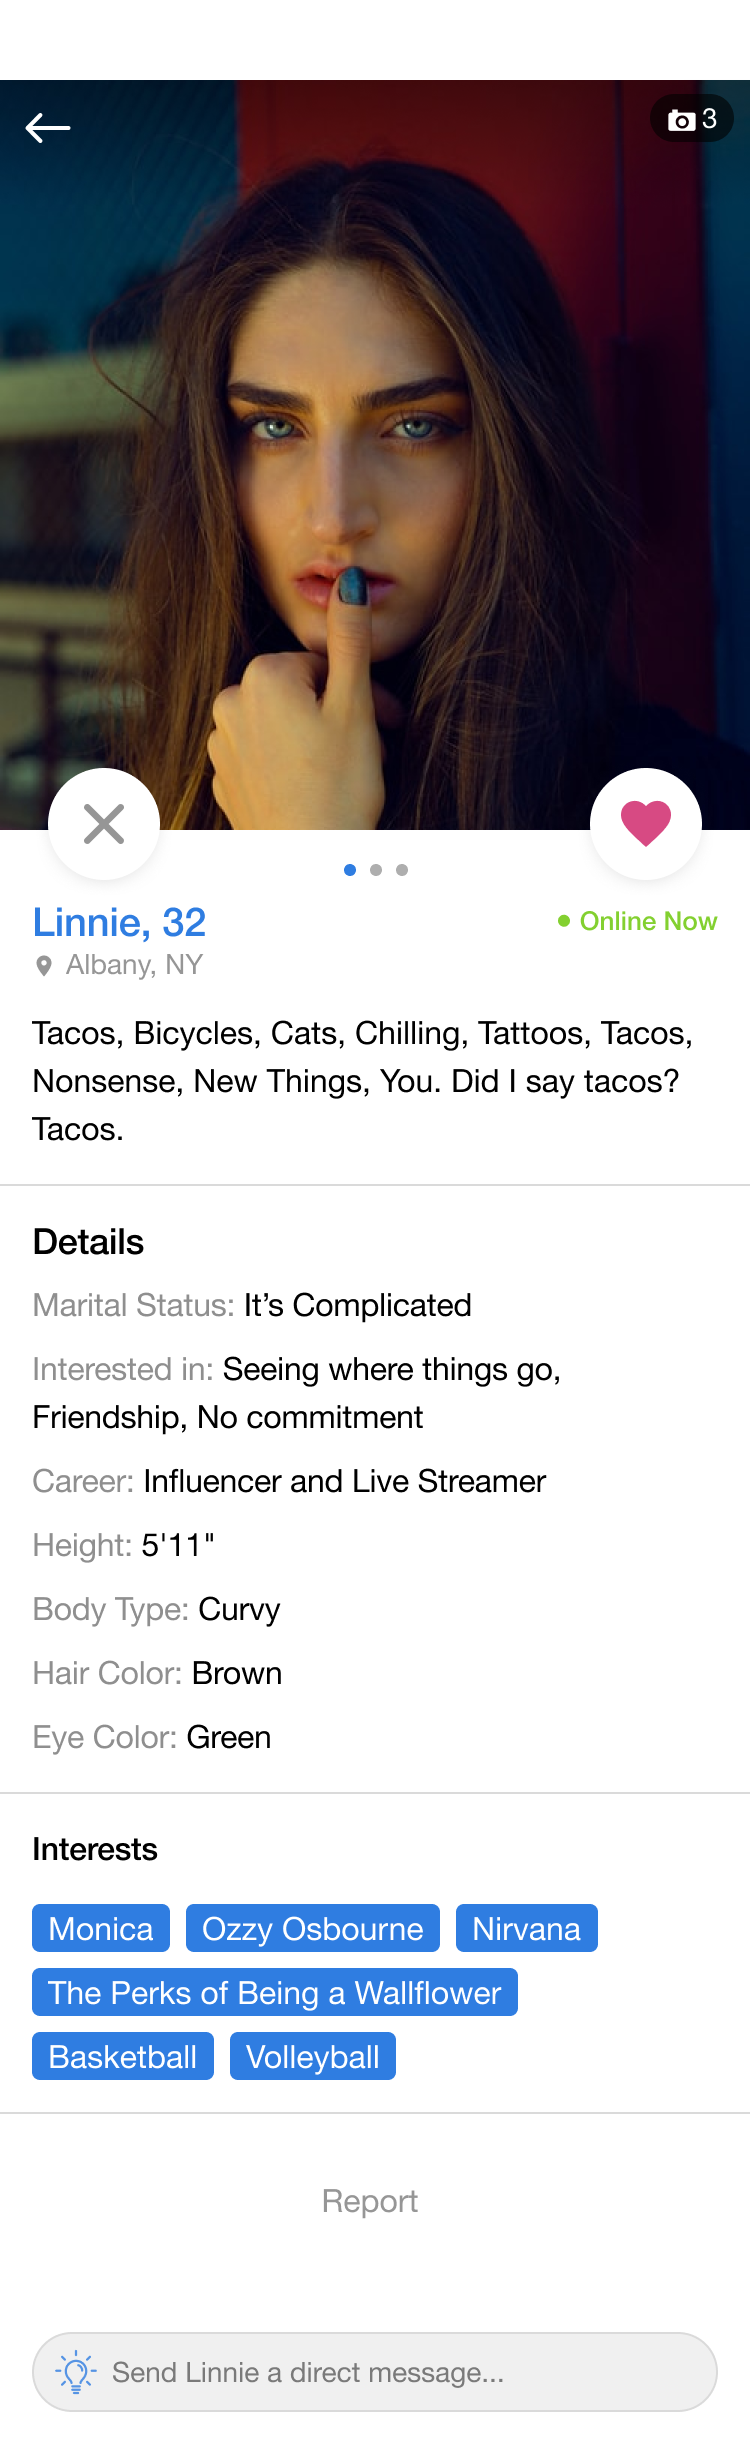 3
Linnie, 32
Online Now
Albany, NY
Tacos, Bicycles, Cats, Chilling, Tattoos, Tacos,
Nonsense, New Things, You. Did I say tacos?
Tacos.
Details
Marital Status: It’s Complicated
Interested in: Seeing where things go,
Friendship, No commitment
Career: Influencer and Live Streamer
Height: 5'11"
Body Type: Curvy
Hair Color: Brown
Eye Color: Green
Interests
Monica Ozzy Osbourne Nirvana
The Perks of Being a Wallflower
Basketball Volleyball
Report
Send Linnie a direct message...